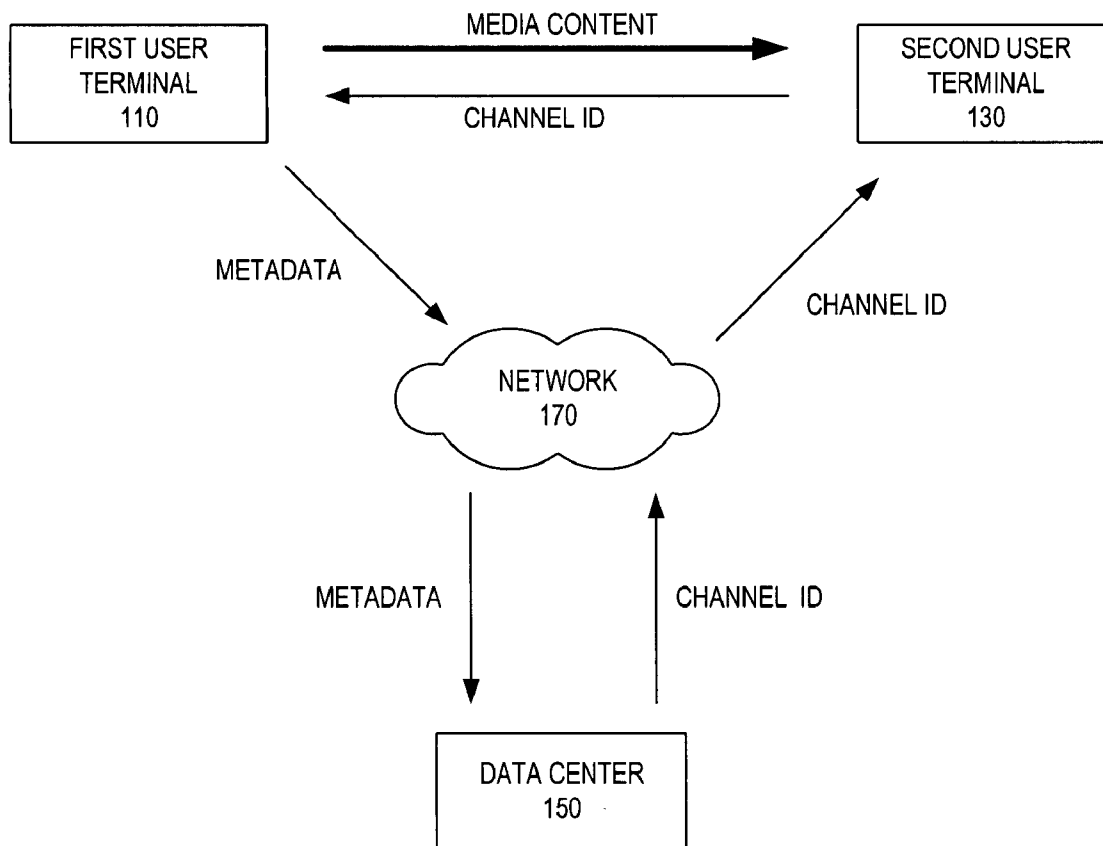 MEDIA CONTENT
FIRST USER
TERMINAL
110
SECOND USER
TERMINAL
130
CHANNEL ID
METADATA
CHANNEL ID
NETWORK
170
METADATA
CHANNEL ID
DATA CENTER
150